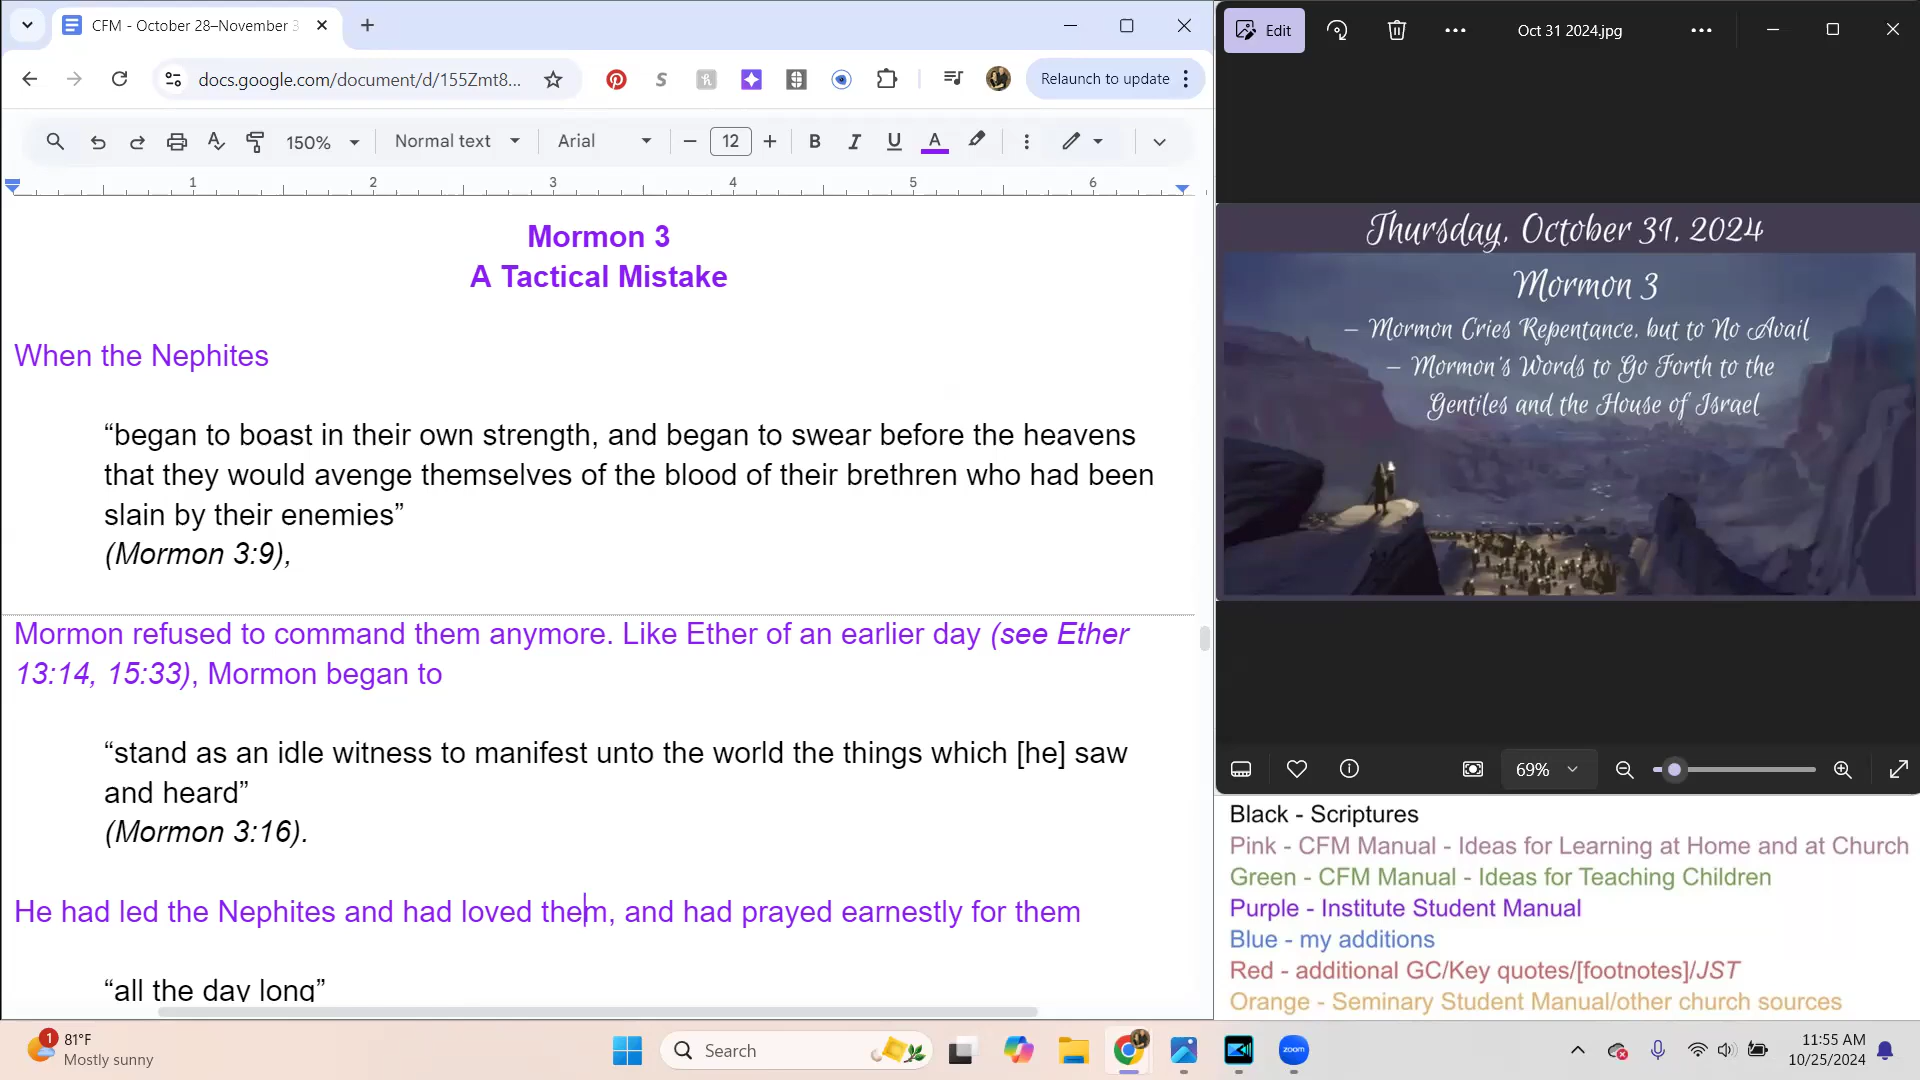 CFM - October 28–November 3
docs.google.com/document/d/155Zmt8...
Relaunch to update
150%
Normal text
Arial
12
B
I
U
A
1 2 3 4 5 6
Mormon 3
A Tactical Mistake
When the Nephites
“began to boast in their own strength, and began to swear before the heavens
that they would avenge themselves of the blood of their brethren who had been
slain by their enemies”
(Mormon 3:9),
Mormon refused to command them anymore. Like Ether of an earlier day (see Ether
13:14, 15:33), Mormon began to
“stand as an idle witness to manifest unto the world the things which [he] saw
and heard”
(Mormon 3:16).
He had led the Nephites and had loved them, and had prayed earnestly for them
“all the day long”
Edit
Oct 31 2024.jpg
Thursday, October 31, 2024
Mormon 3
– Mormon Cries Repentance, but to No Avail
– Mormon's Words to Go Forth to the
Gentiles and the House of Israel
69%
Black - Scriptures
Pink - CFM Manual - Ideas for Learning at Home and at Church
Green - CFM Manual - Ideas for Teaching Children
Purple - Institute Student Manual
Blue - my additions
Red - additional GC/Key quotes/[footnotes]/JST
Orange - Seminary Student Manual/other church sources
1
81°F
Mostly sunny
Search
zoom
11:55 AM
10/25/2024